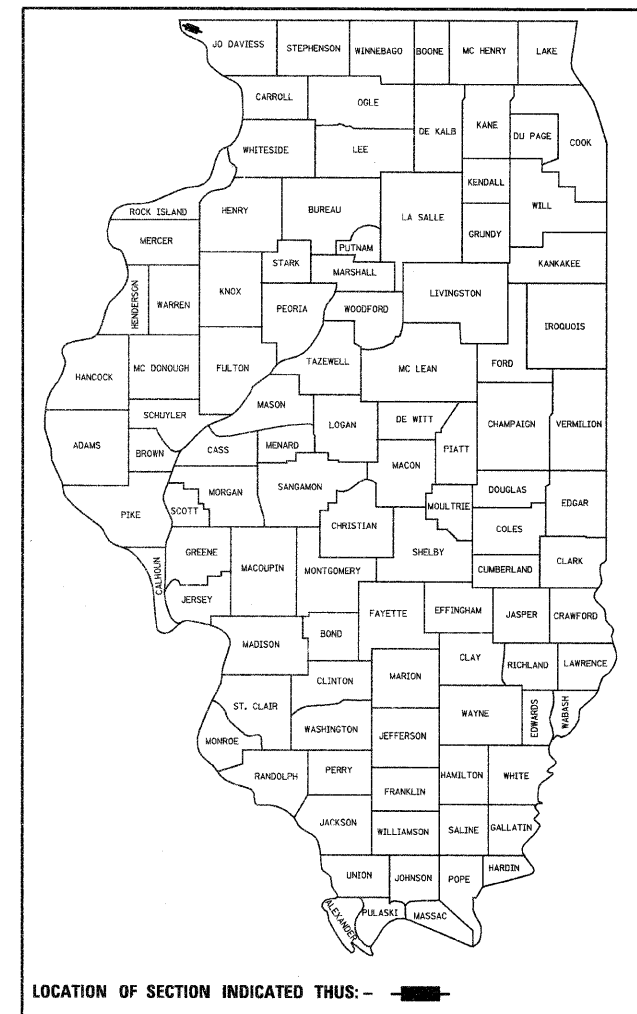 JO DAVIESS STEPHENSON WINNEBAGO BOONE MC HENRY LAKE
CARROLL OGLE DE KALB KANE DU PAGE COOK
WHITESIDE LEE KENDALL WILL
ROCK ISLAND HENRY BUREAU LA SALLE GRUNDY
MERCER PUTNAM KANKAKEE
STARK MARSHALL
HENDERSON WARREN KNOX PEORIA WOODFORD LIVINGSTON IROQUOIS
HANCOCK MC DONOUGH FULTON TAZEWELL MC LEAN FORD
SCHUYLER MASON LOGAN DE WITT CHAMPAIGN VERMILION
ADAMS BROWN CASS MENARD MACON PIATT
PIKE SCOTT MORGAN SANGAMON CHRISTIAN MOULTRIE DOUGLAS EDGAR
COLES
CALHOUN GREENE MACOUPIN MONTGOMERY SHELBY CUMBERLAND CLARK
JERSEY FAYETTE EFFINGHAM JASPER CRAWFORD
MADISON BOND CLAY RICHLAND LAWRENCE
CLINTON MARION
ST. CLAIR WAYNE EDWARDS WABASH
MONROE WASHINGTON JEFFERSON
RANDOLPH PERRY HAMILTON WHITE
FRANKLIN
JACKSON WILLIAMSON SALINE GALLATIN
UNION JOHNSON POPE HARDIN
ALEXANDER PULASKI MASSAC
LOCATION OF SECTION INDICATED THUS: -